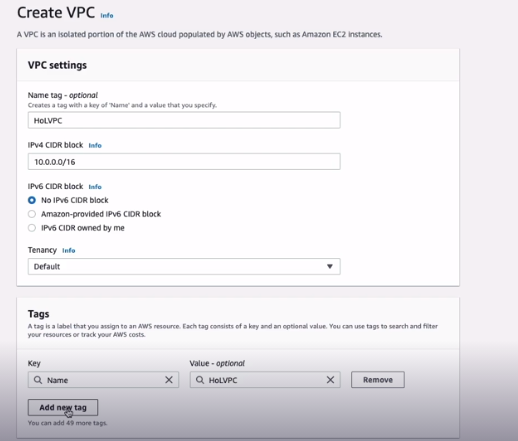 Create VPC Info
A VPC is an isolated portion of the AWS cloud populated by AWS objects, such as Amazon EC2 instances.
VPC settings
Name tag - optional
Creates a tag with a key of 'Name' and a value that you specify.
HoLVPC
IPv4 CIDR block Info
10.0.0.0/16
IPv6 CIDR block Info
No IPv6 CIDR block
Amazon-provided IPv6 CIDR block
IPv6 CIDR owned by me
Tenancy Info
Default
Tags
A tag is a label that you assign to an AWS resource. Each tag consists of a key and an optional value. You can use tags to search and filter
your resources or track your AWS costs.
Key Value - optional
Name HoLVPC Remove
Add new tag
You can add 49 more tags.